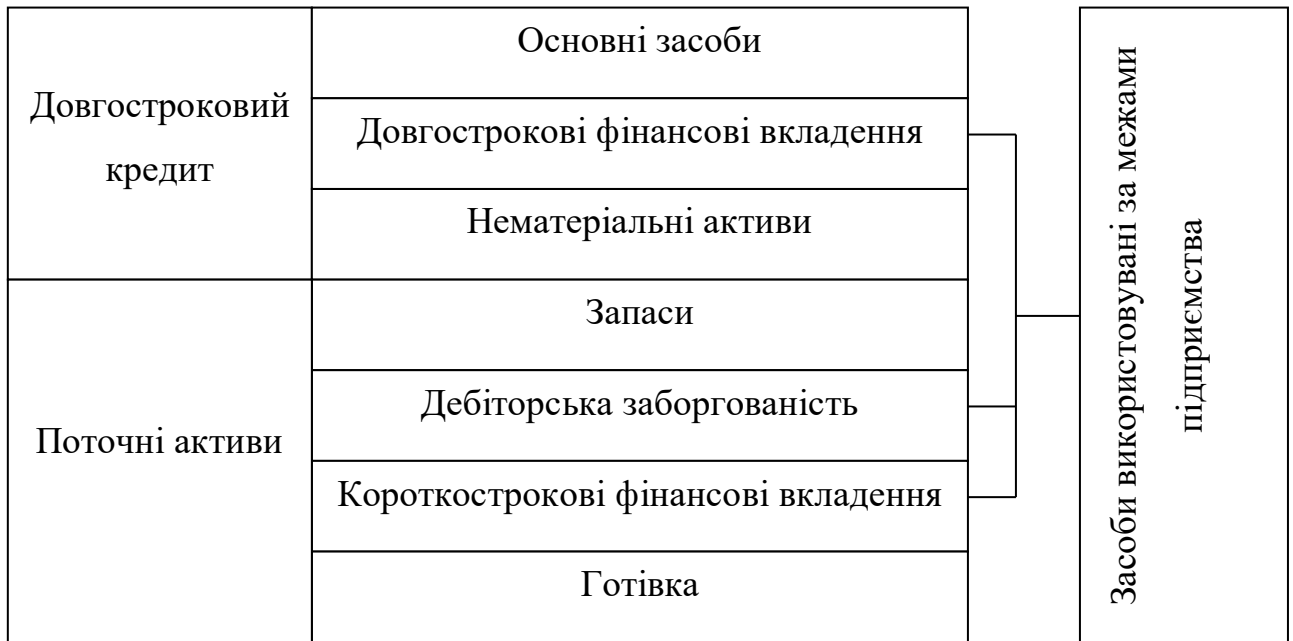 Довгостроковий
кредит
Основні засоби
Довгострокові фінансові вкладення
Нематеріальні активи
Поточні активи
Запаси
Дебіторська заборгованість
Короткострокові фінансові вкладення
Готівка
Засоби використовувані за межами
підприємства